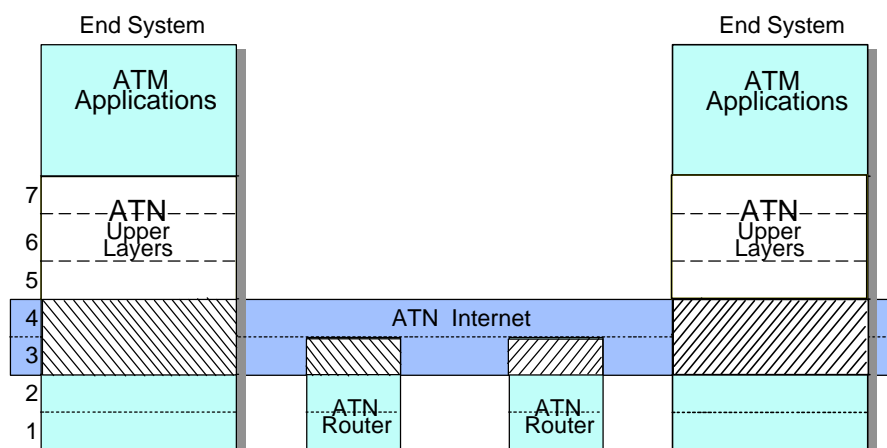 End System
End System
ATM
Applications
ATM
Applications
7
ATN
Upper
Layers
ATN
Upper
Layers
6
5
4
ATN Internet
3
2
ATN
Router
ATN
Router
1